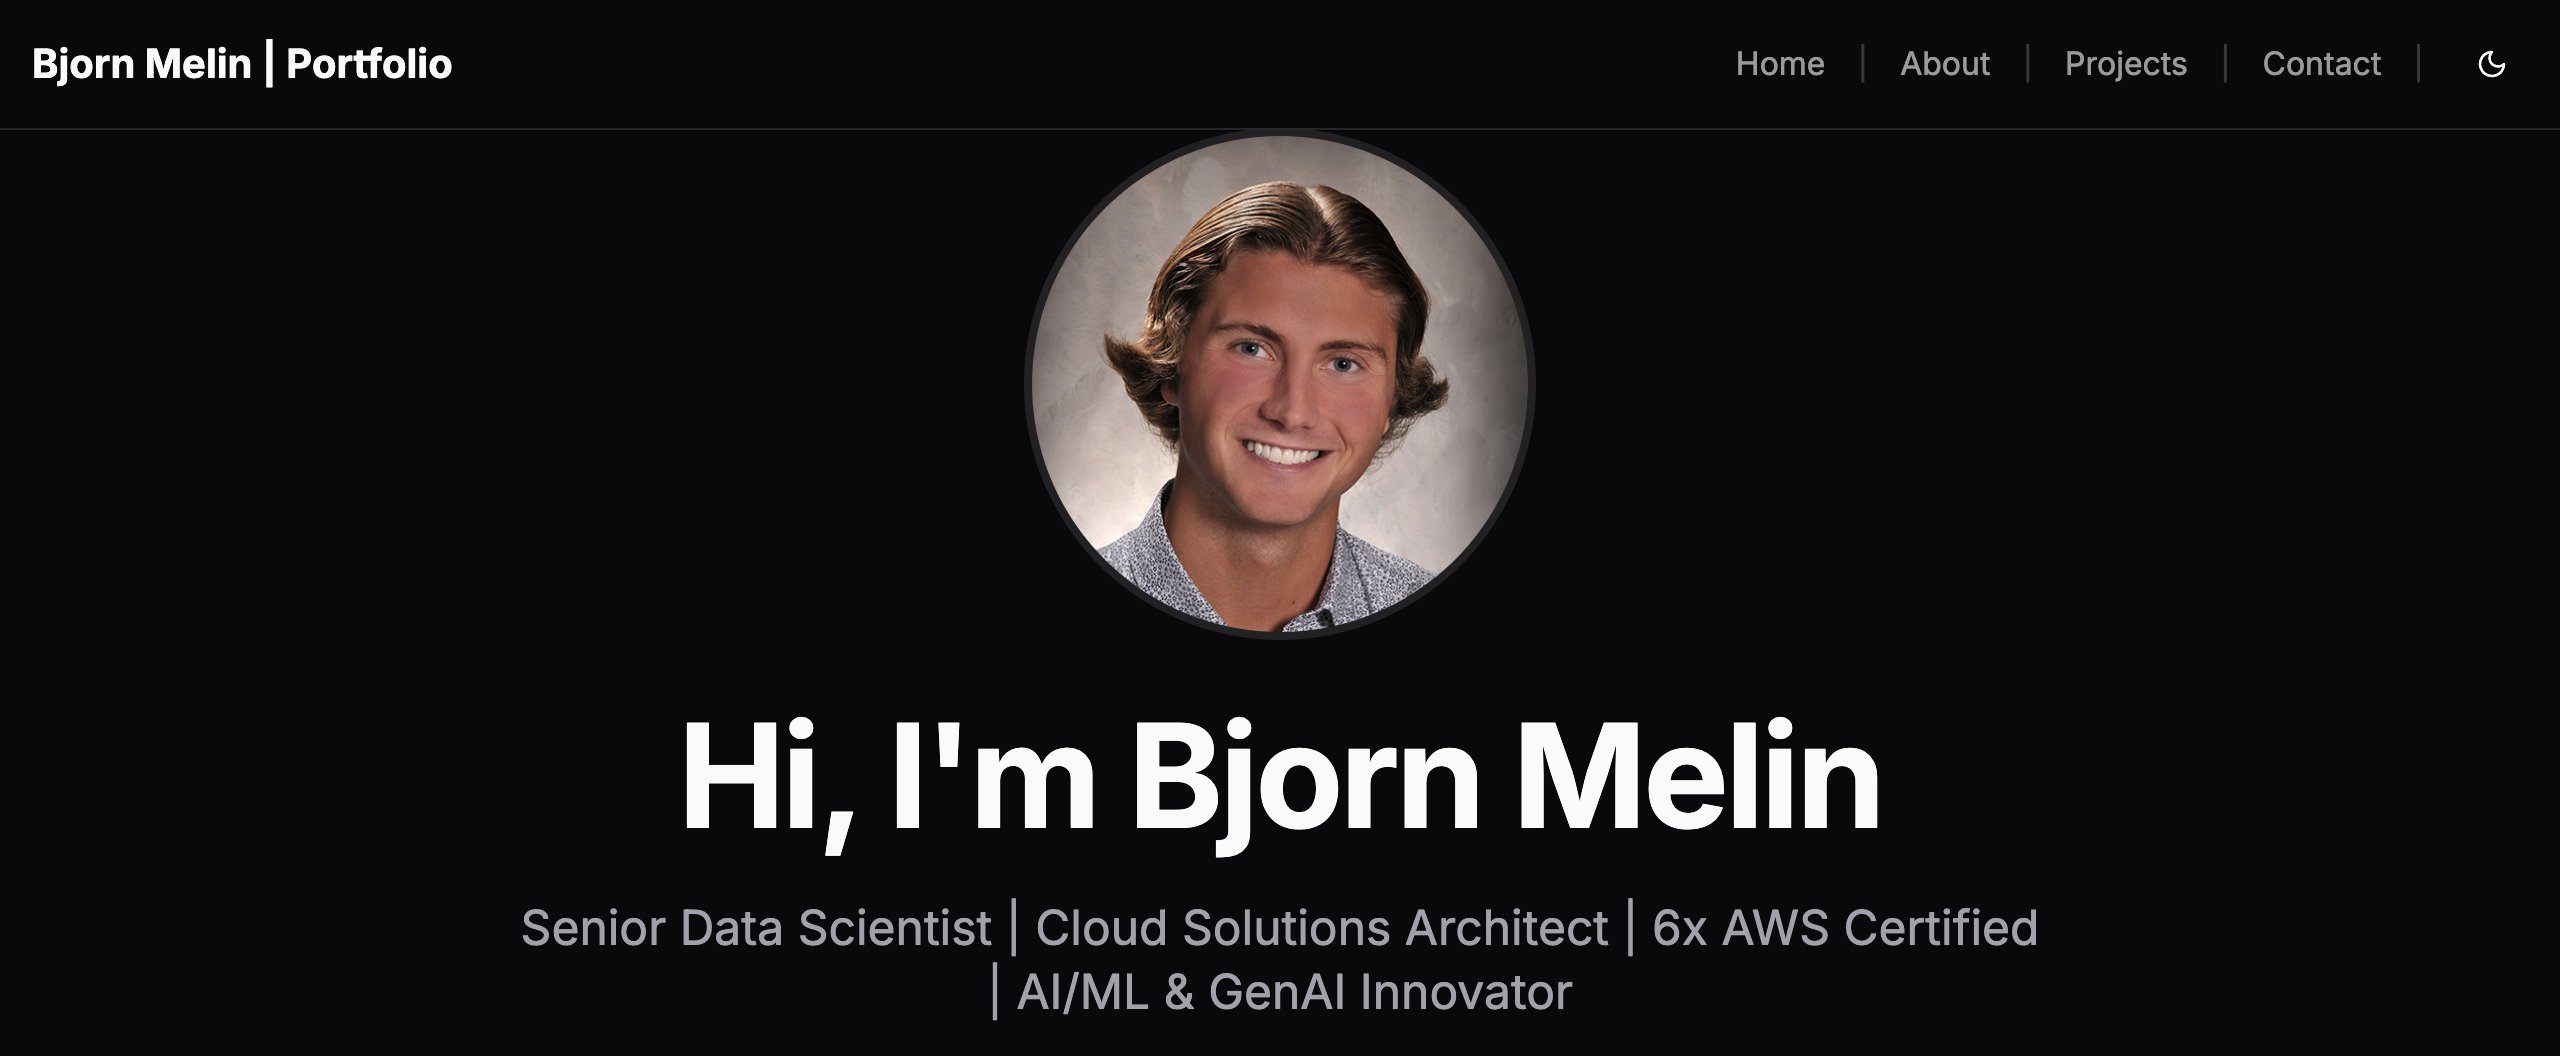 Bjorn Melin | Portfolio
Home | About | Projects | Contact |
Hi, I'm Bjorn Melin
Senior Data Scientist | Cloud Solutions Architect | 6x AWS Certified
| AI/ML & GenAI Innovator